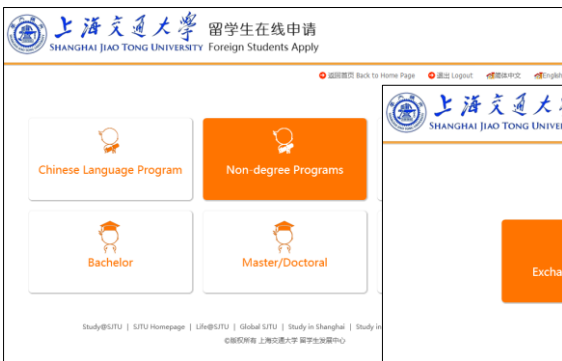 上海交通大学 留学生在线申请
SHANGHAI JIAO TONG UNIVERSITY Foreign Students Apply
返回首页 Back to Home Page 退出 Logout 简体中文 English
上海交通大
SHANGHAI JIAO TONG UNIVE
Chinese Language Program
Non-degree Programs
Excha
Bachelor
Master/Doctoral
Study@SJTU | SJTU Homepage | Life@SJTU | Global SJTU | Study in Shanghai | Study in
©版权所有 上海交通大学 留学生发展中心